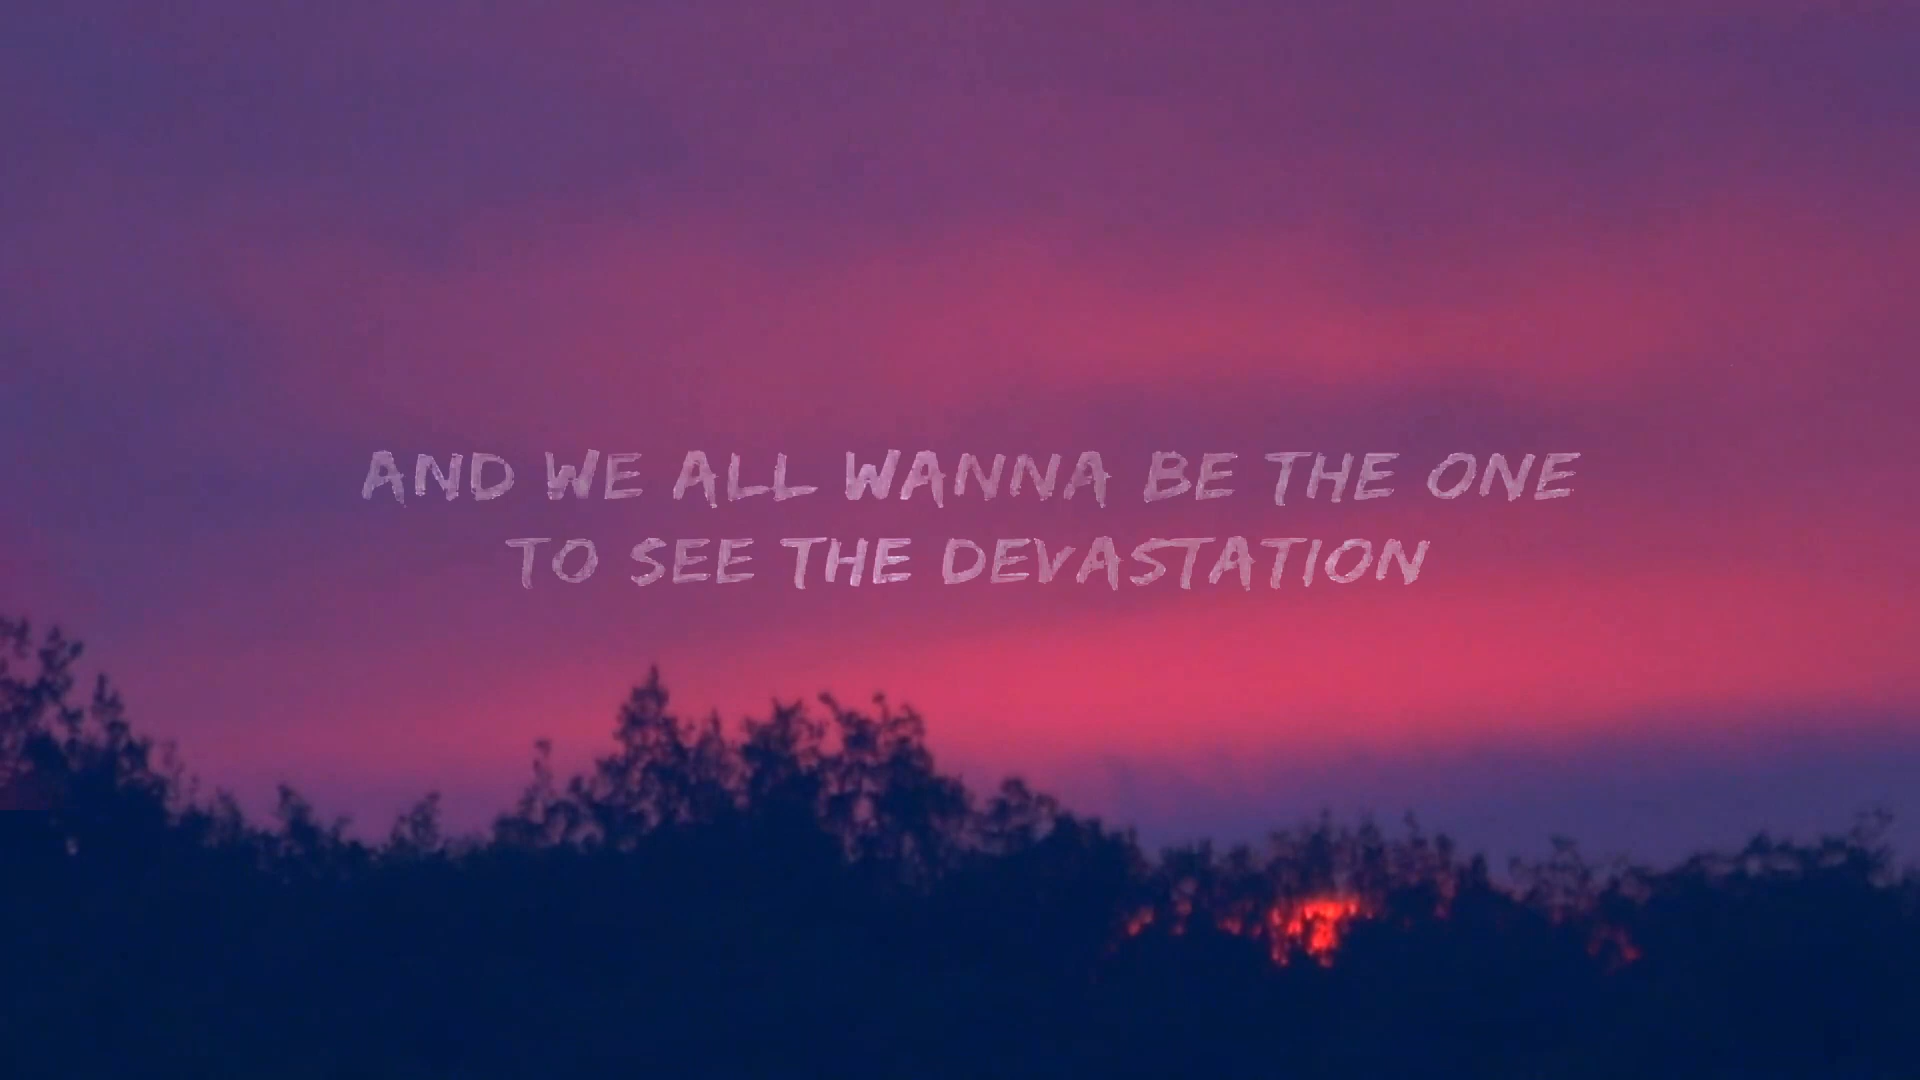 AND WE ALL WANNA BE THE ONE
TO SEE THE DEVASTATION